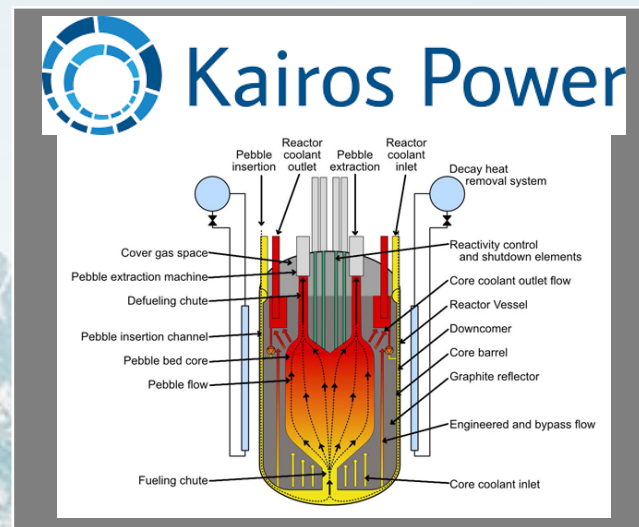 Kairos Power
Pebble
insertion
Reactor
coolant
outlet
Pebble
extraction
Reactor
coolant
inlet
Decay heat
removal system
Cover gas space
Pebble extraction machine
Defueling chute
Pebble insertion channel
Pebble bed core
Pebble flow
Fueling chute
Reactivity control
and shutdown elements
Core coolant outlet flow
Reactor Vessel
Downcomer
Core barrel
Graphite reflector
Engineered and bypass flow
Core coolant inlet